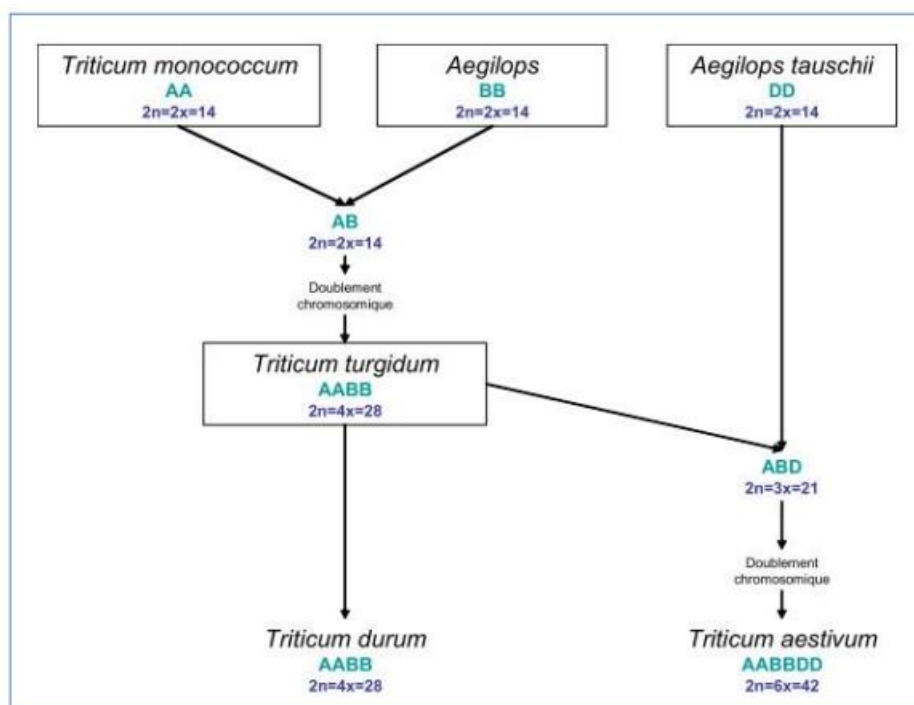 Triticum monococcum
AA
2n=2x=14
Aegilops
BB
2n=2x=14
Aegilops tauschii
DD
2n=2x=14
AB
2n=2x=14
Doublement
chromosomique
Triticum turgidum
AABB
2n=4x=28
ABD
2n=3x=21
Doublement
chromosomique
Triticum durum
AABB
2n=4x=28
Triticum aestivum
AABBDD
2n=6x=42